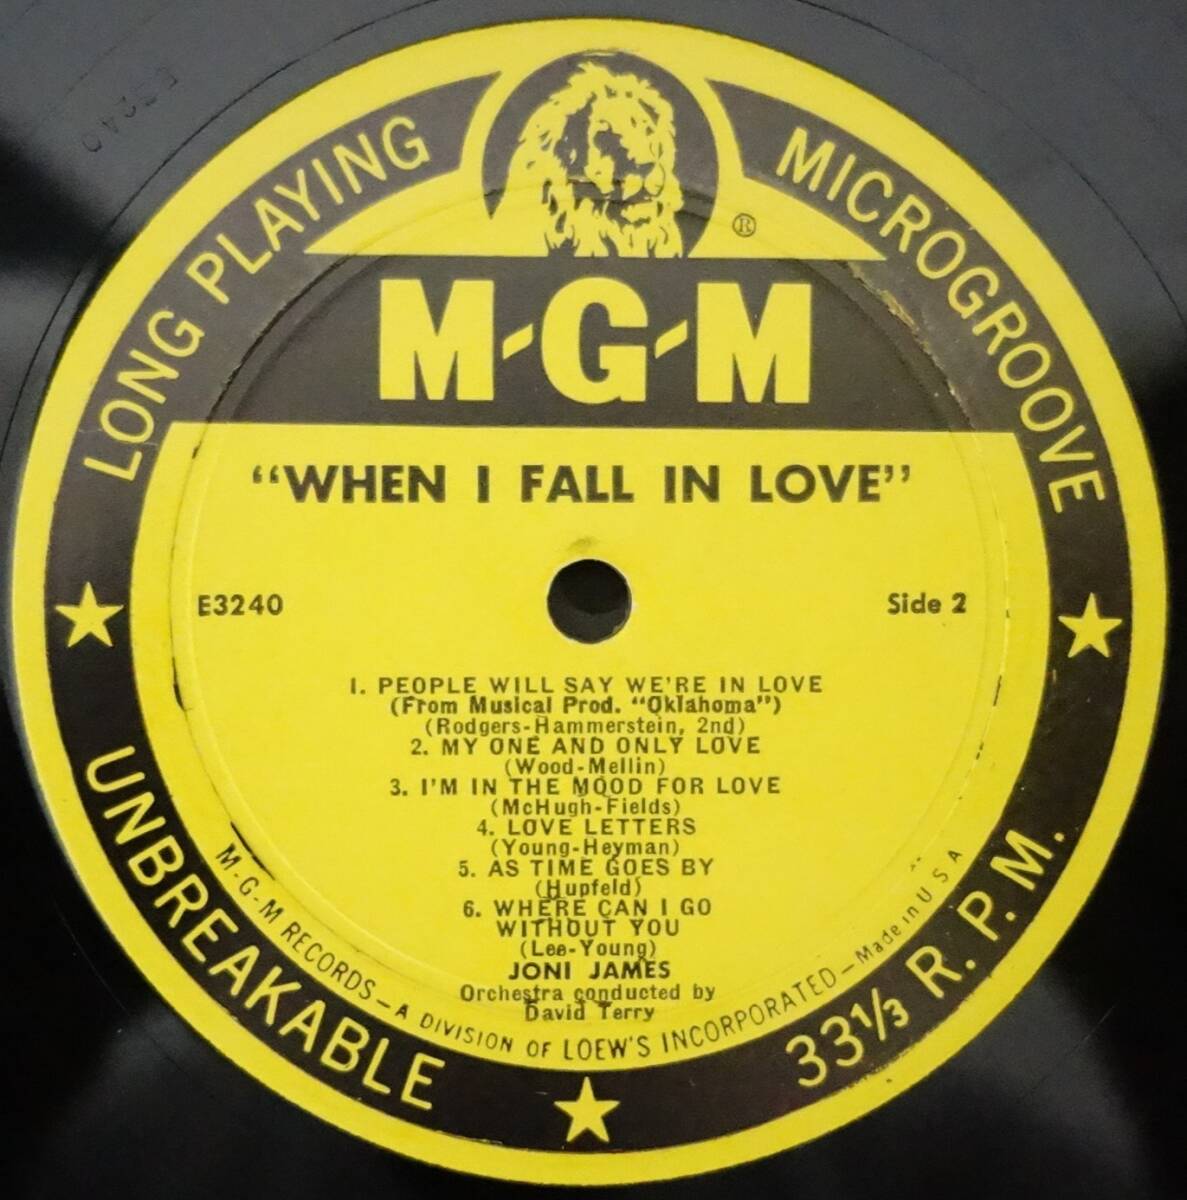 E3240
LONG PLAYING
MICROGROOVE
®
M-G-M
"WHEN I FALL IN LOVE"
E3240
Side 2
1. PEOPLE WILL SAY WE'RE IN LOVE
(From Musical Prod. "Oklahoma")
(Rodgers-Hammerstein, 2nd)
2. MY ONE AND ONLY LOVE
(Wood-Mellin)
3. I'M IN THE MOOD FOR LOVE
(McHugh-Fields)
4. LOVE LETTERS
(Young-Heyman)
5. AS TIME GOES BY
(Hupfeld)
6. WHERE CAN I GO
WITHOUT YOU
(Lee-Young)
JONI JAMES
Orchestra conducted by
David Terry
M-G-M RECORDS—A DIVISION OF LOEW'S INCORPORATED—Made in U S A
UNBREAKABLE
33⅓ R. P. M.